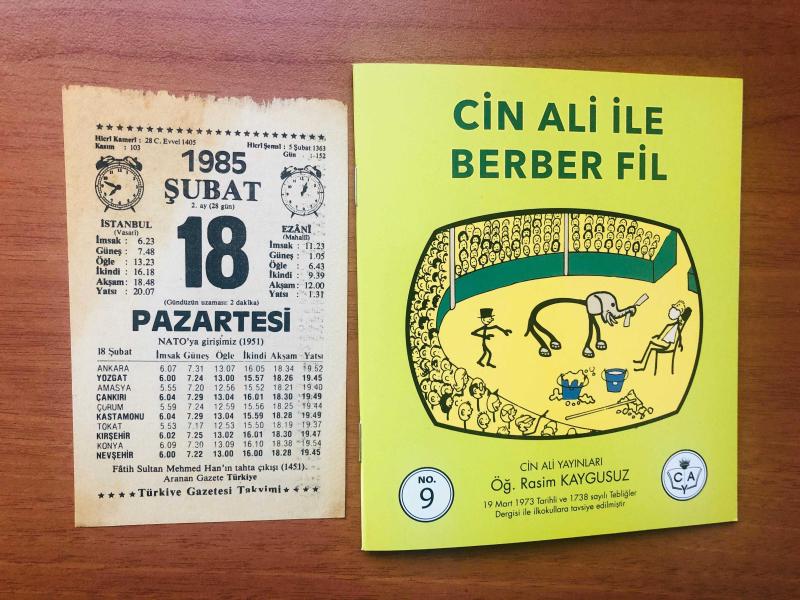 Hicrî Kamerî : 28 C. Evvel 1405
Kasım : 103
Hicrî Şemsî : 5 Şubat 1363
Gün : 152
1985
ŞUBAT
2. ay (28 gün)
18
İSTANBUL
(Vasatî)
İmsak : 6.23
Güneş : 7.48
Öğle : 13.23
İkindi : 16.18
Akşam : 18.48
Yatsı : 20.07
EZÂNÎ
(Mahallî)
İmsak : 11.23
Güneş : 1.05
Öğle : 6.43
İkindi : 9.39
Akşam : 12.00
Yatsı : 1.31
(Gündüzün uzaması: 2 dakika)
PAZARTESİ
NATO'ya girişimiz (1951)
18 Şubat İmsak Güneş Öğle İkindi Akşam Yatsı
ANKARA 6.07 7.31 13.07 16.05 18.34 19.52
YOZGAT 6.00 7.24 13.00 15.57 18.26 19.45
AMASYA 5.55 7.20 12.56 15.52 18.21 19.40
ÇANKIRI 6.04 7.29 13.04 16.01 18.30 19.49
ÇORUM 5.59 7.24 12.59 15.56 18.25 19.44
KASTAMONU 6.04 7.29 13.04 15.59 18.28 19.49
TOKAT 5.53 7.17 12.53 15.50 18.19 19.37
KIRŞEHİR 6.02 7.25 13.02 16.01 18.30 19.47
KONYA 6.09 7.30 13.09 16.10 18.38 19.54
NEVŞEHİR 6.00 7.22 13.00 16.00 18.28 19.45
Fâtih Sultan Mehmed Han'ın tahta çıkışı (1451).
Aranan Gazete Türkiye
★★★★ Türkiye Gazetesi Takvimi ★★★★
CİN ALİ İLE
BERBER FİL
CİN ALİ YAYINLARI
Öğ. Rasim KAYGUSUZ
19 Mart 1973 Tarihli ve 1738 sayılı Tebliğler
Dergisi ile ilkokullara tavsiye edilmiştir
NO.
9
C A
Y